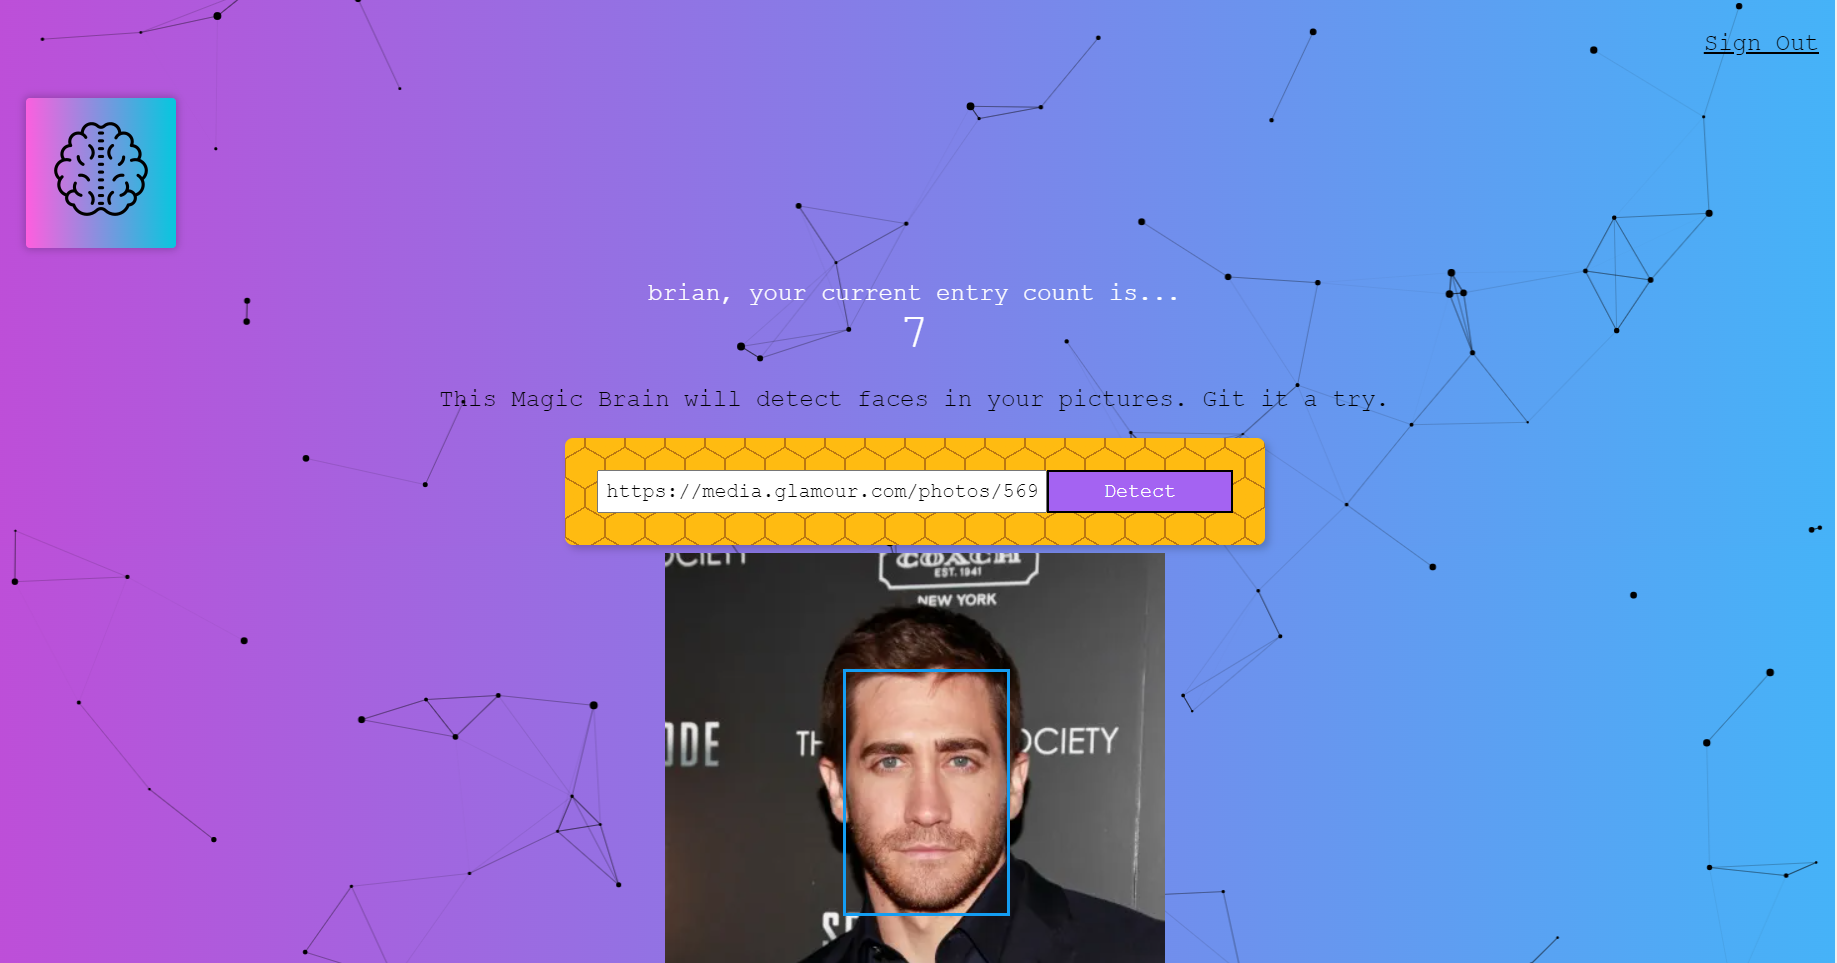 Sign Out
brian, your current entry count is...
7
This Magic Brain will detect faces in your pictures. Git it a try.
https://media.glamour.com/photos/569
Detect
OCIETY
COACH
EST. 1941
NEW YORK
ODE
TH
OCIETY